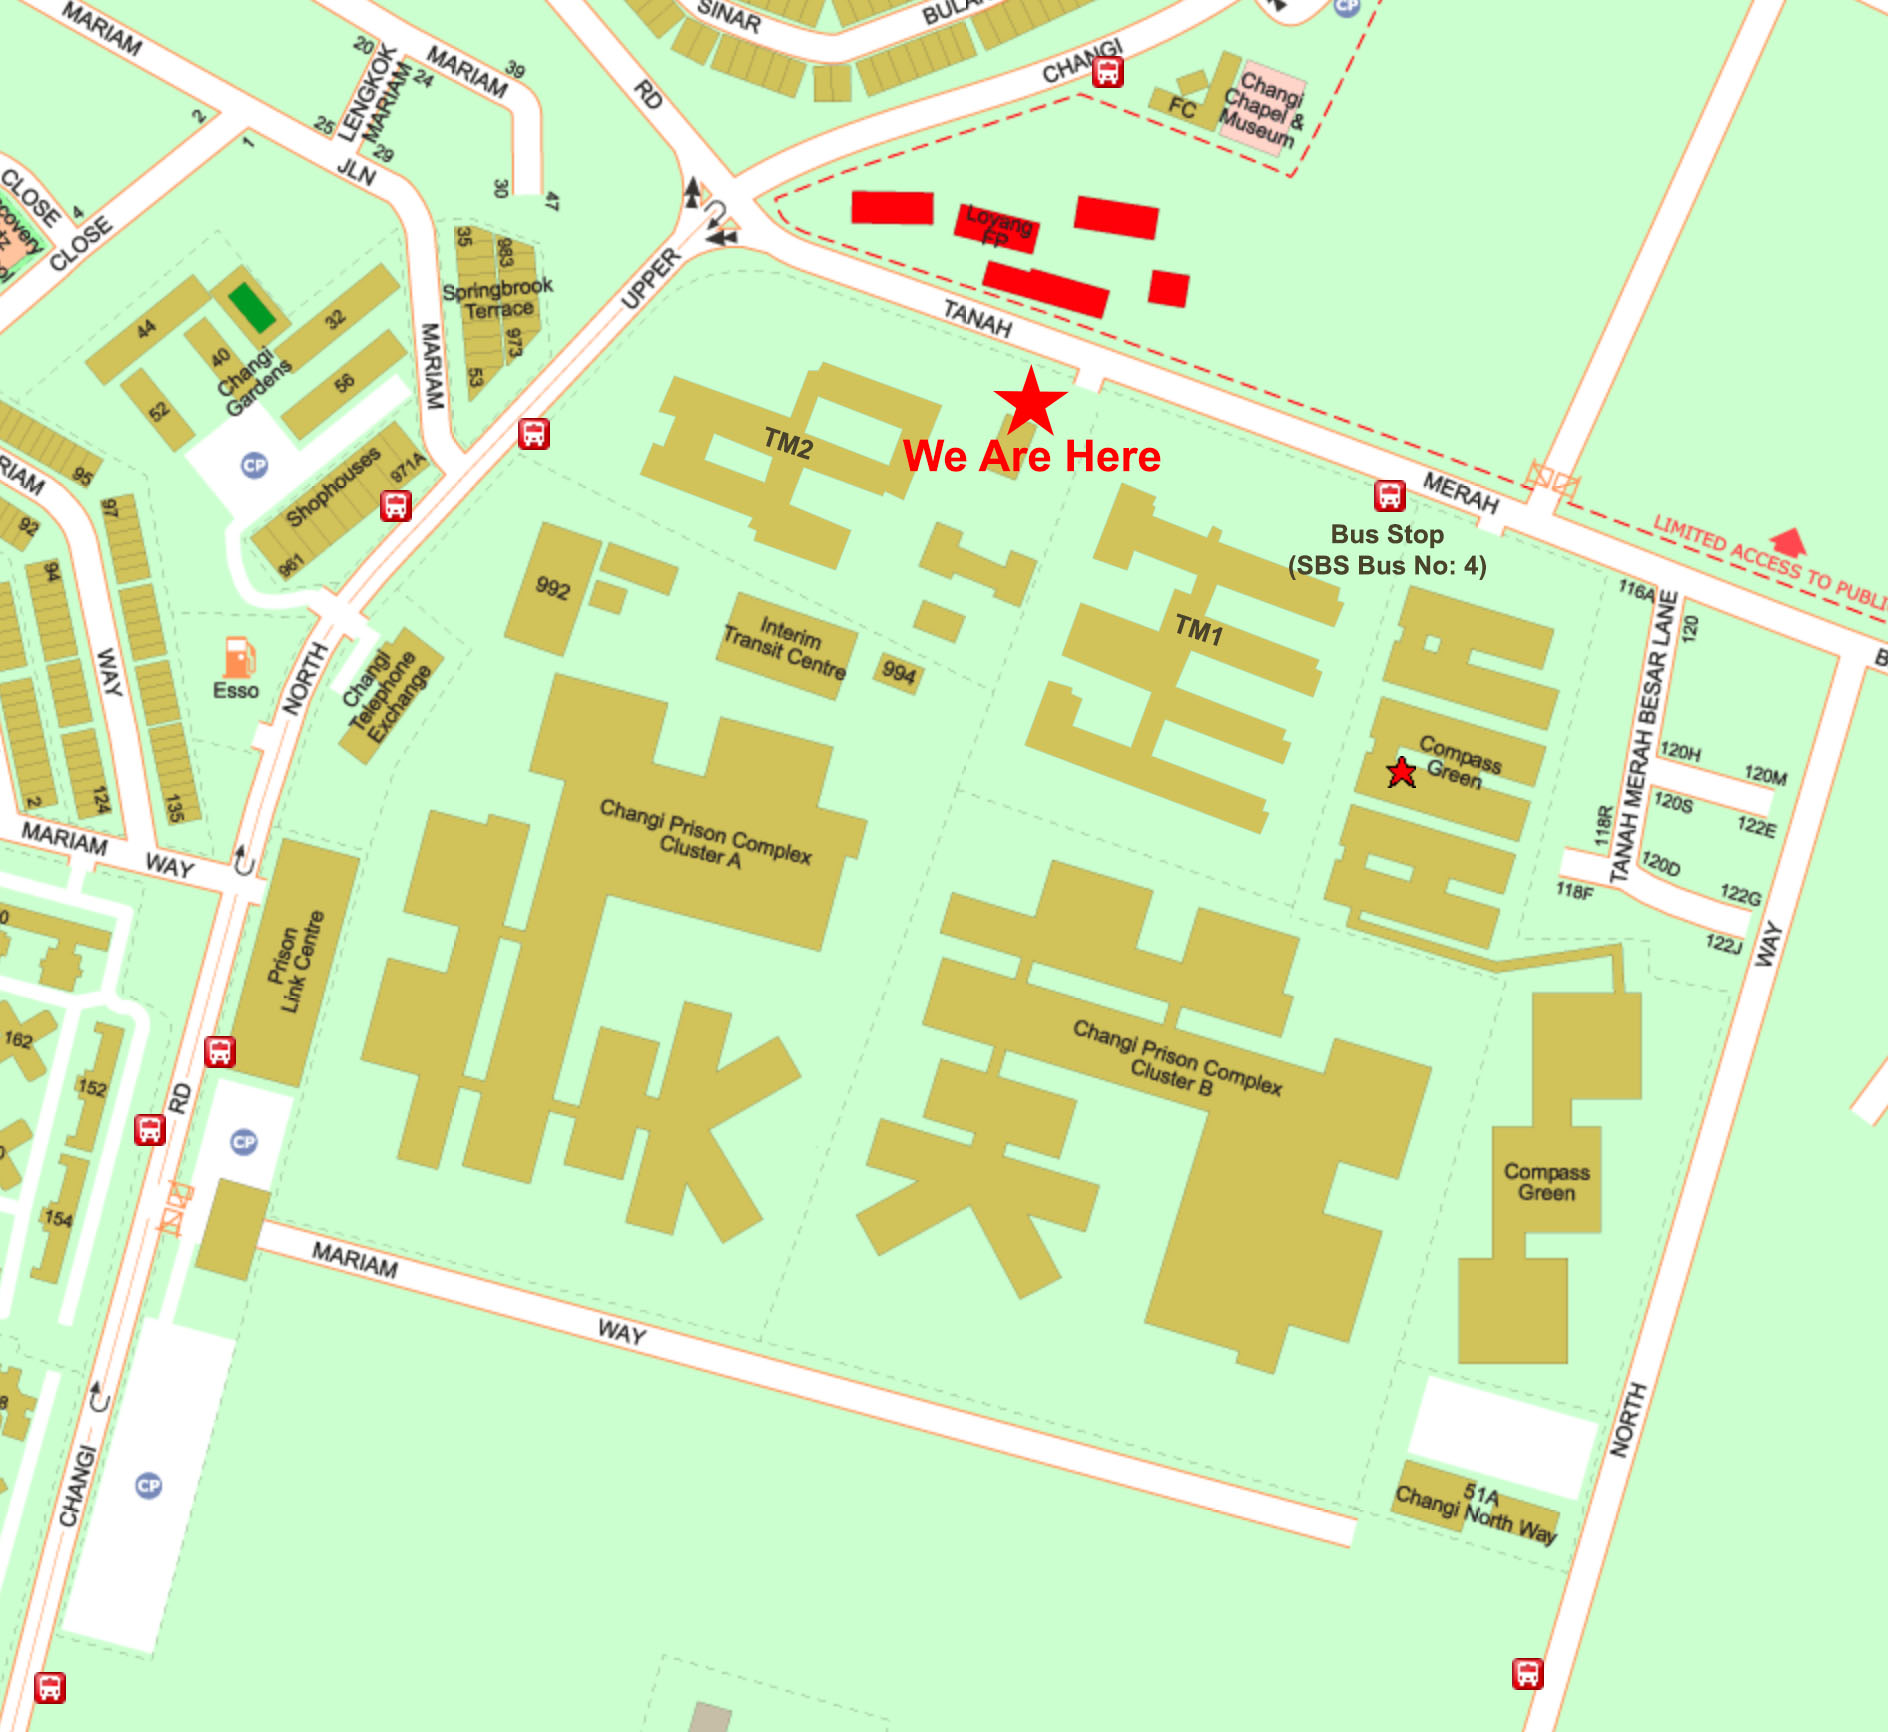 MARIAM
20
LENGKOK
MARIAM
24
MARIAM
39
SINAR
CHANGI
CP
RD
2
1
25
29
JLN
30
47
CLOSE
4
CLOSE
Changi
Chapel &
Museum
FC
Loyang
FP
35
983
Springbrook
Terrace
973
53
UPPER
TANAH
44
40
32
56
52
Changi
Gardens
MARIAM
CP
Shophouses
971A
961
TM2
We Are Here
95
97
92
94
MERAH
Bus Stop
(SBS Bus No: 4)
LIMITED ACCESS TO PUBLIC
992
Interim
Transit Centre
994
TM1
116A
120
TANAH MERAH BESAR LANE
Esso
NORTH
Changi
Telephone
Exchange
WAY
2
124
135
Compass
Green
120H
120M
120S
122E
118R
120D
122G
118F
122J
WAY
MARIAM
WAY
Changi Prison Complex
Cluster A
Prison
Link Centre
162
152
RD
CP
154
Changi Prison Complex
Cluster B
Compass
Green
MARIAM
WAY
NORTH
CHANGI
CP
51A
Changi North Way